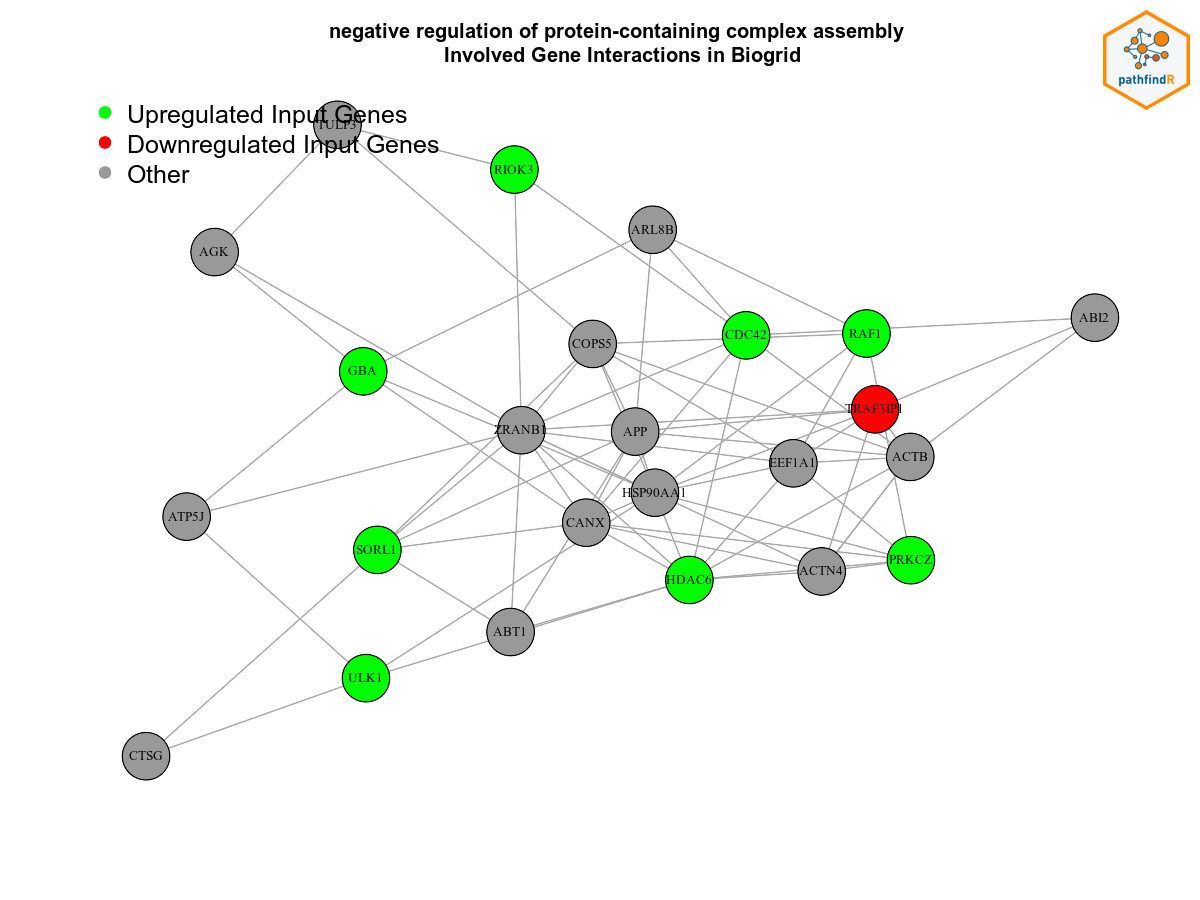 negative regulation of protein-containing complex assembly
Involved Gene Interactions in Biogrid
pathfindR
Upregulated Input Genes
TULP3
Downregulated Input Genes
RIOK3
Other
ARL8B
AGK
ABI2
CDC42
RAF1
COPS5
GBA
TRAF3IP1
ZRANB1
APP
ACTB
EEF1A1
HSP90AA1
ATP5J
CANX
SORL1
PRKCZ
ACTN4
HDAC6
ABT1
ULK1
CTSG